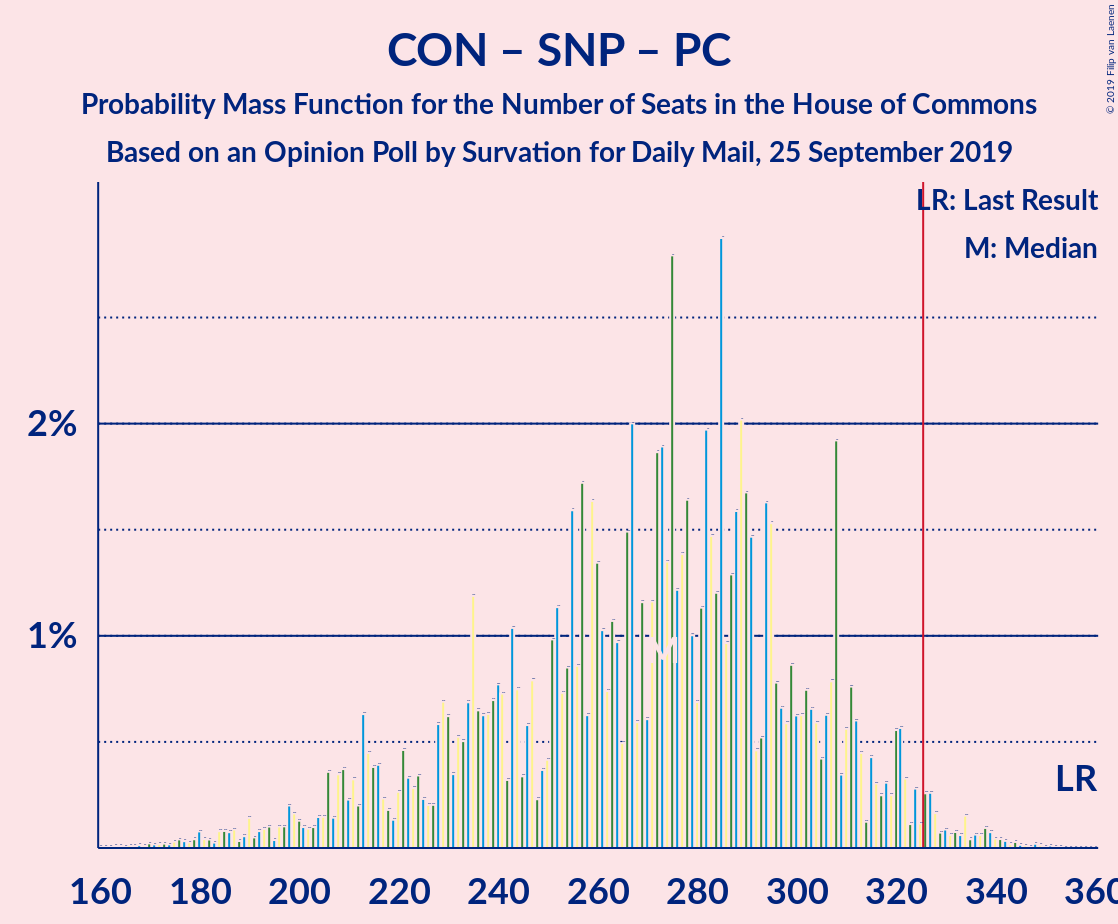 CON – SNP – PC
Probability Mass Function for the Number of Seats in the House of Commons
Based on an Opinion Poll by Survation for Daily Mail, 25 September 2019
© 2019 Filip van Laenen
LR: Last Result
M: Median
2%
1%
M
LR
160 180 200 220 240 260 280 300 320 340 360